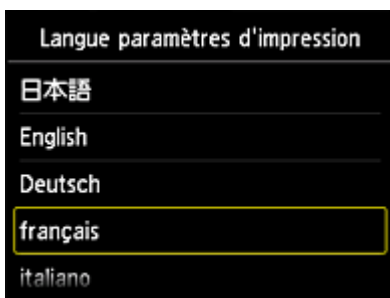 Langue paramètres d'impression
日本語
English
Deutsch
français
italiano